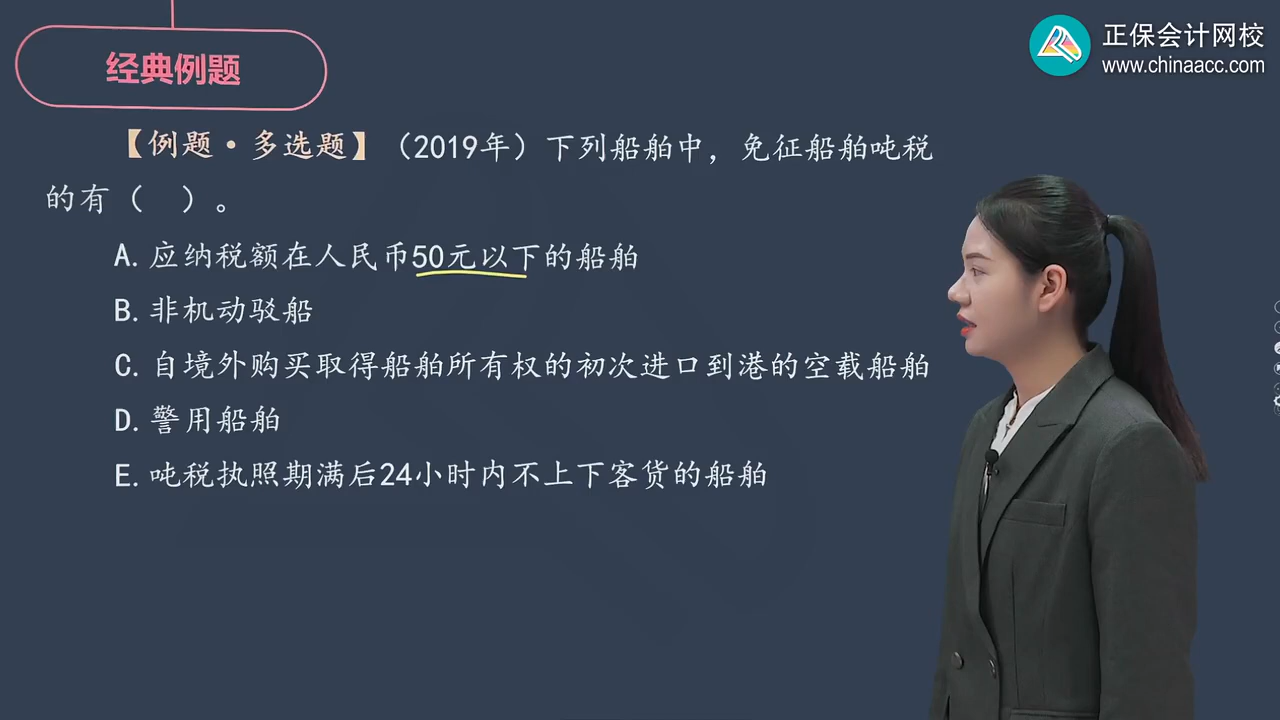 经典例题
正保会计网校
www.chinaacc.com
【例题·多选题】（2019年）下列船舶中，免征船舶吨税
的有（ ）。
A. 应纳税额在人民币50元以下的船舶
B. 非机动驳船
C. 自境外购买取得船舶所有权的初次进口到港的空载船舶
D. 警用船舶
E. 吨税执照期满后24小时内不上下客货的船舶